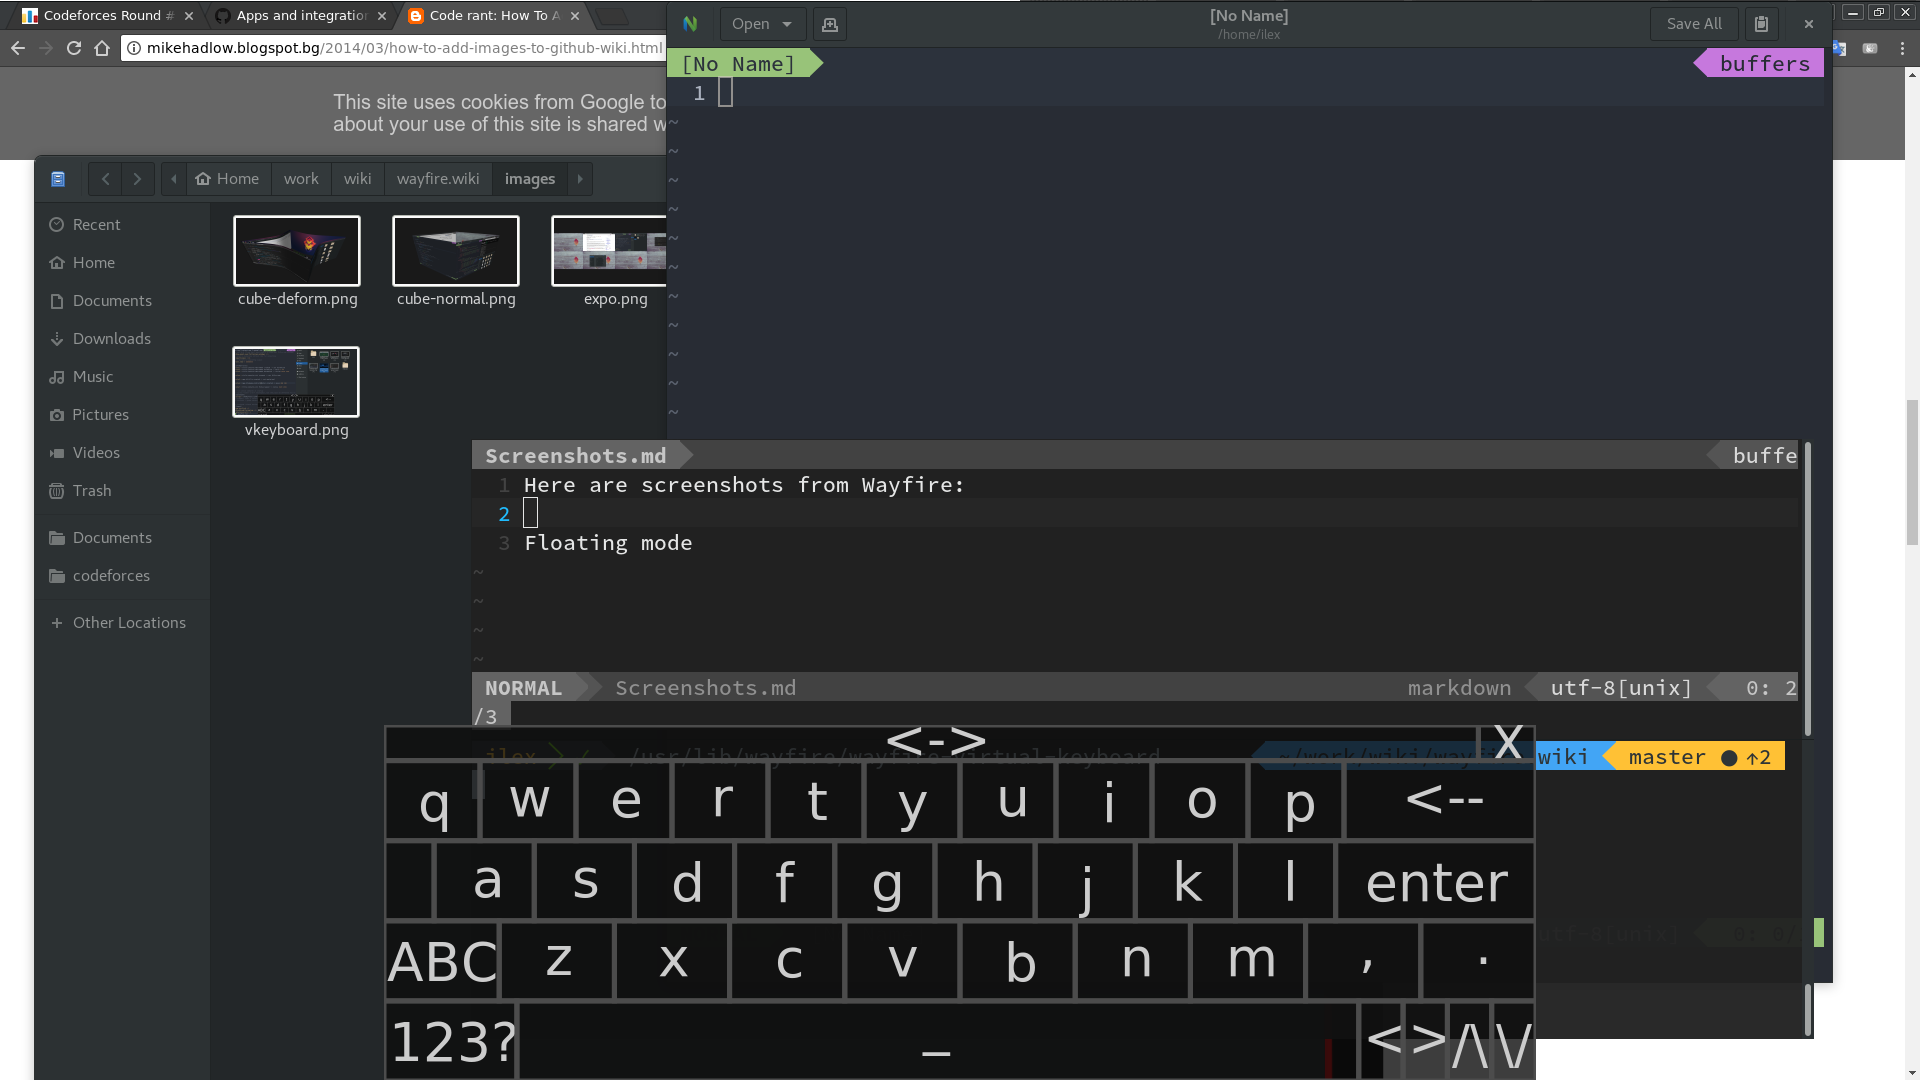 Codeforces Round #
Apps and integratio
Code rant: How To A
mikehadlow.blogspot.bg/2014/03/how-to-add-images-to-github-wiki.html
This site uses cookies from Google to
about your use of this site is shared w
Open
[No Name]
/home/ilex
Save All
[No Name]
buffers
1
~
~
~
~
~
~
~
~
~
~
~
Home
work
wiki
wayfire.wiki
images
Recent
Home
Documents
Downloads
Music
Pictures
Videos
Trash
Documents
codeforces
+ Other Locations
cube-deform.png
cube-normal.png
expo.png
vkeyboard.png
Screenshots.md
buffe
1 Here are screenshots from Wayfire:
2
3 Floating mode
~
~
~
~
NORMAL Screenshots.md markdown utf-8[unix] 0: 2
/3
ilex / /usr/lib/wayfire/wayfire-virtual-keyboard ~/work/wiki/wayfire.wiki master ● ↑2
<-> X
q w e r t y u i o p <--
a s d f g h j k l enter
ABC z x c v b n m , .
utf-8[unix] 0: 0/
123? _ < > /\ \/